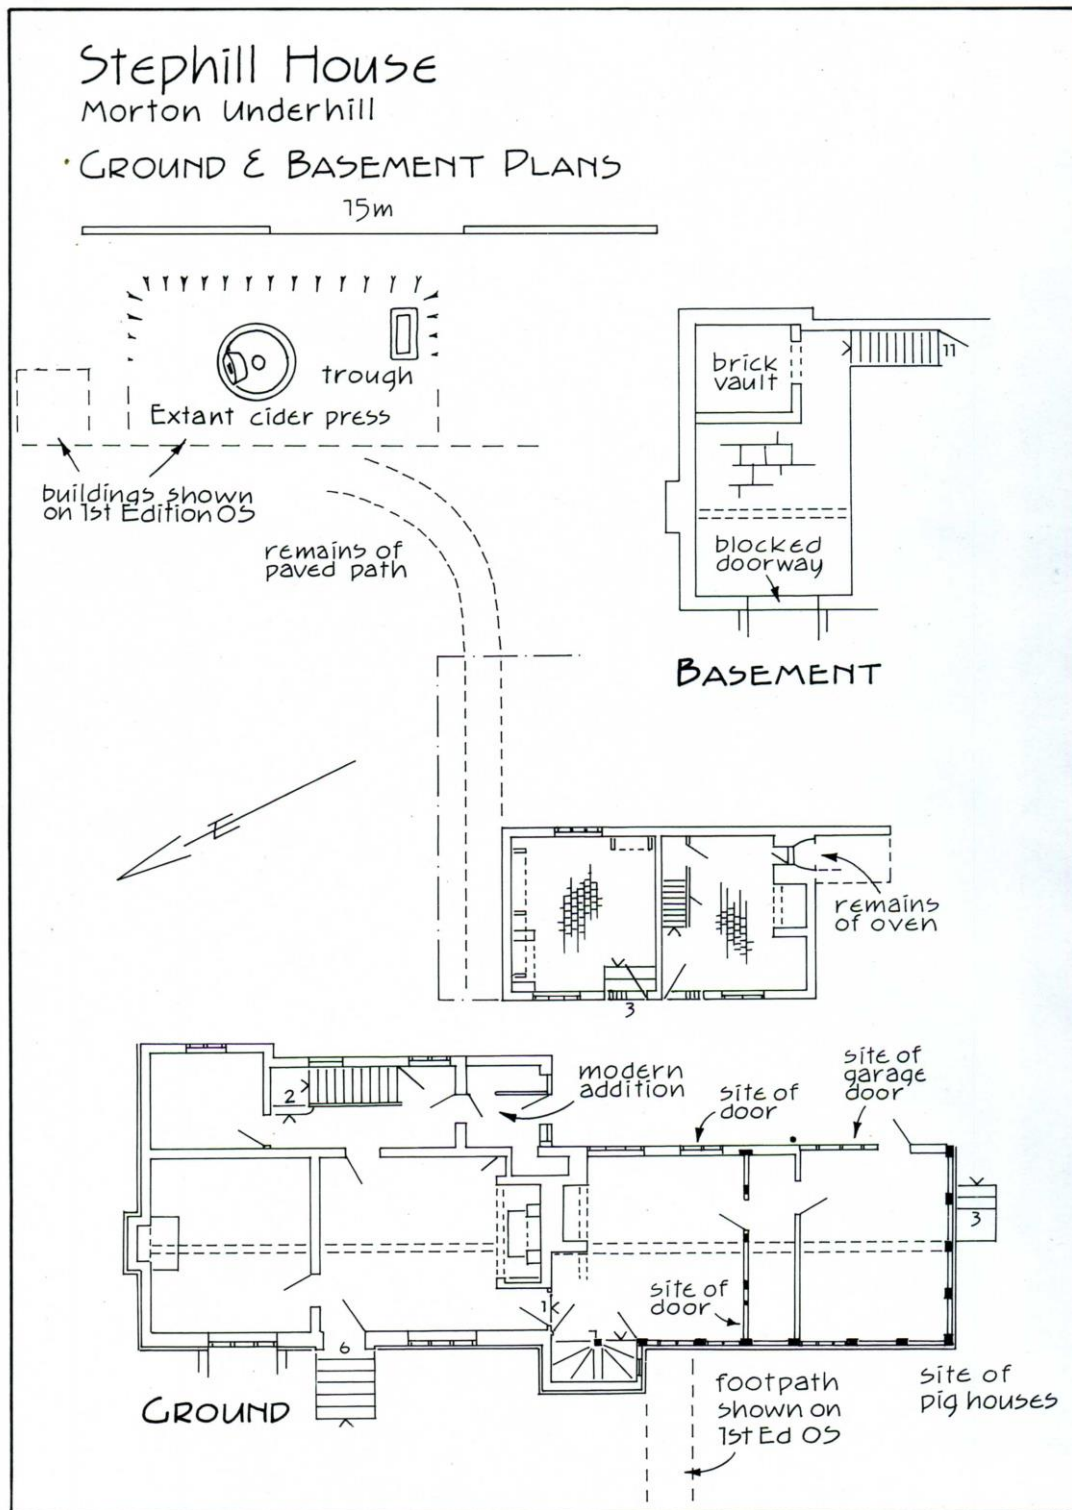 Stephill House
Morton Underhill
GROUND & BASEMENT PLANS
15m
trough
Extant cider press
buildings shown
on 1st Edition OS
remains of
paved path
brick
vault
11
blocked
doorway
BASEMENT
N
remains
of oven
3
2
modern
addition
site of
door
site of
garage
door
3
1
site of
door
7
6
GROUND
footpath
shown on
1st Ed OS
site of
pig houses